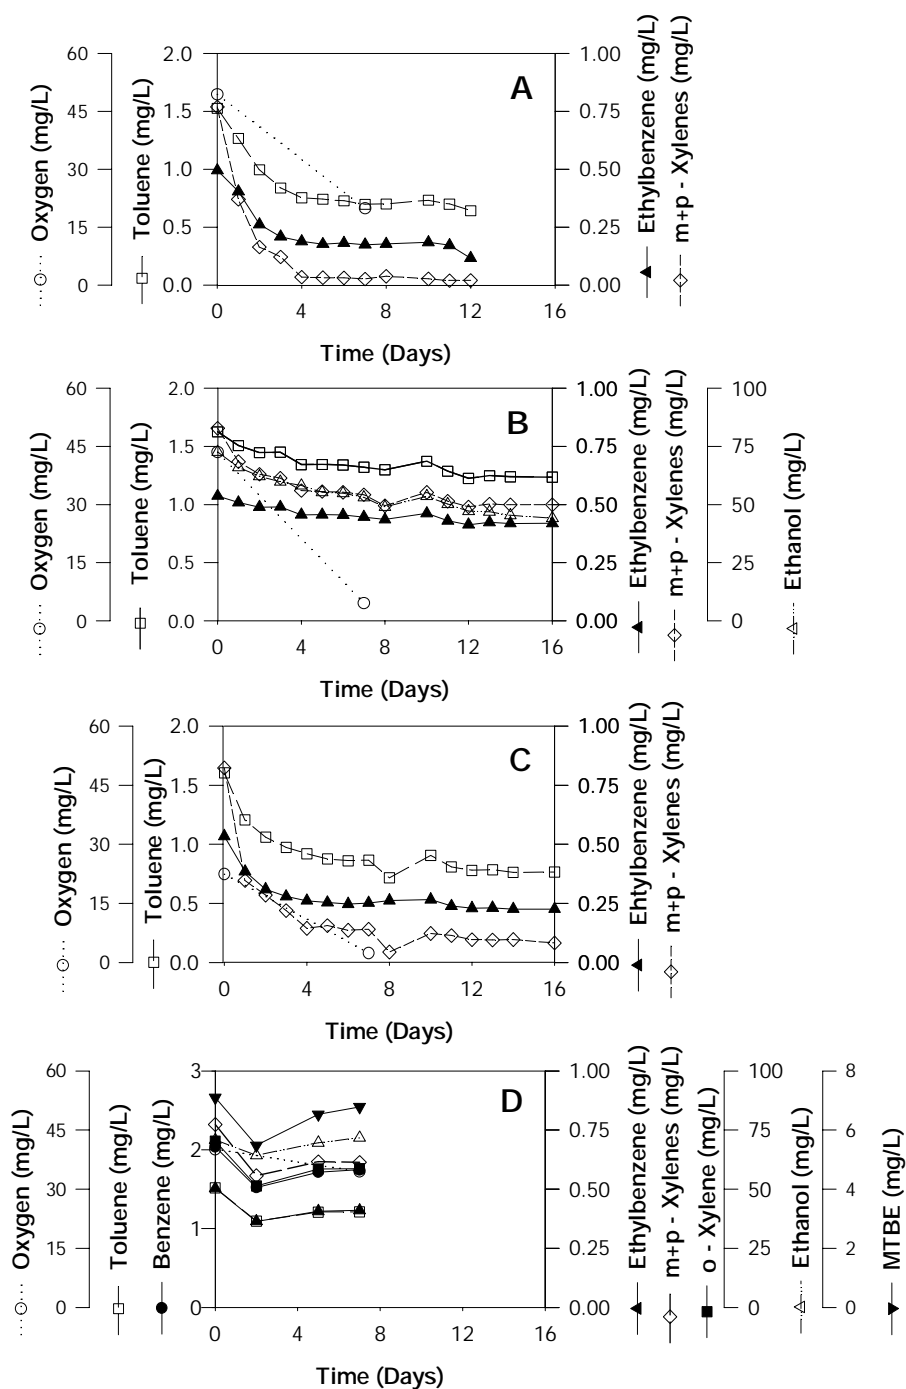 A
Oxygen (mg/L)
60
45
30
15
0
Toluene (mg/L)
2.0
1.5
1.0
0.5
0.0
1.00
0.75
0.50
0.25
0.00
Ethylbenzene (mg/L)
m+p - Xylenes (mg/L)
0 4 8 12 16
Time (Days)
B
Oxygen (mg/L)
60
45
30
15
0
Toluene (mg/L)
2.0
1.5
1.0
0.5
0.0
1.00
0.75
0.50
0.25
0.00
Ethylbenzene (mg/L)
m+p - Xylenes (mg/L)
100
75
50
25
0
Ethanol (mg/L)
0 4 8 12 16
Time (Days)
C
Oxygen (mg/L)
60
45
30
15
0
Toluene (mg/L)
2.0
1.5
1.0
0.5
0.0
1.00
0.75
0.50
0.25
0.00
Ehtylbenzene (mg/L)
m+p - Xylenes (mg/L)
0 4 8 12 16
Time (Days)
D
Oxygen (mg/L)
60
45
30
15
0
Toluene (mg/L)
Benzene (mg/L)
3
2
1
0
1.00
0.75
0.50
0.25
0.00
Ethylbenzene (mg/L)
m+p - Xylenes (mg/L)
o - Xylene (mg/L)
100
75
50
25
0
Ethanol (mg/L)
8
6
4
2
0
MTBE (mg/L)
0 4 8 12 16
Time (Days)